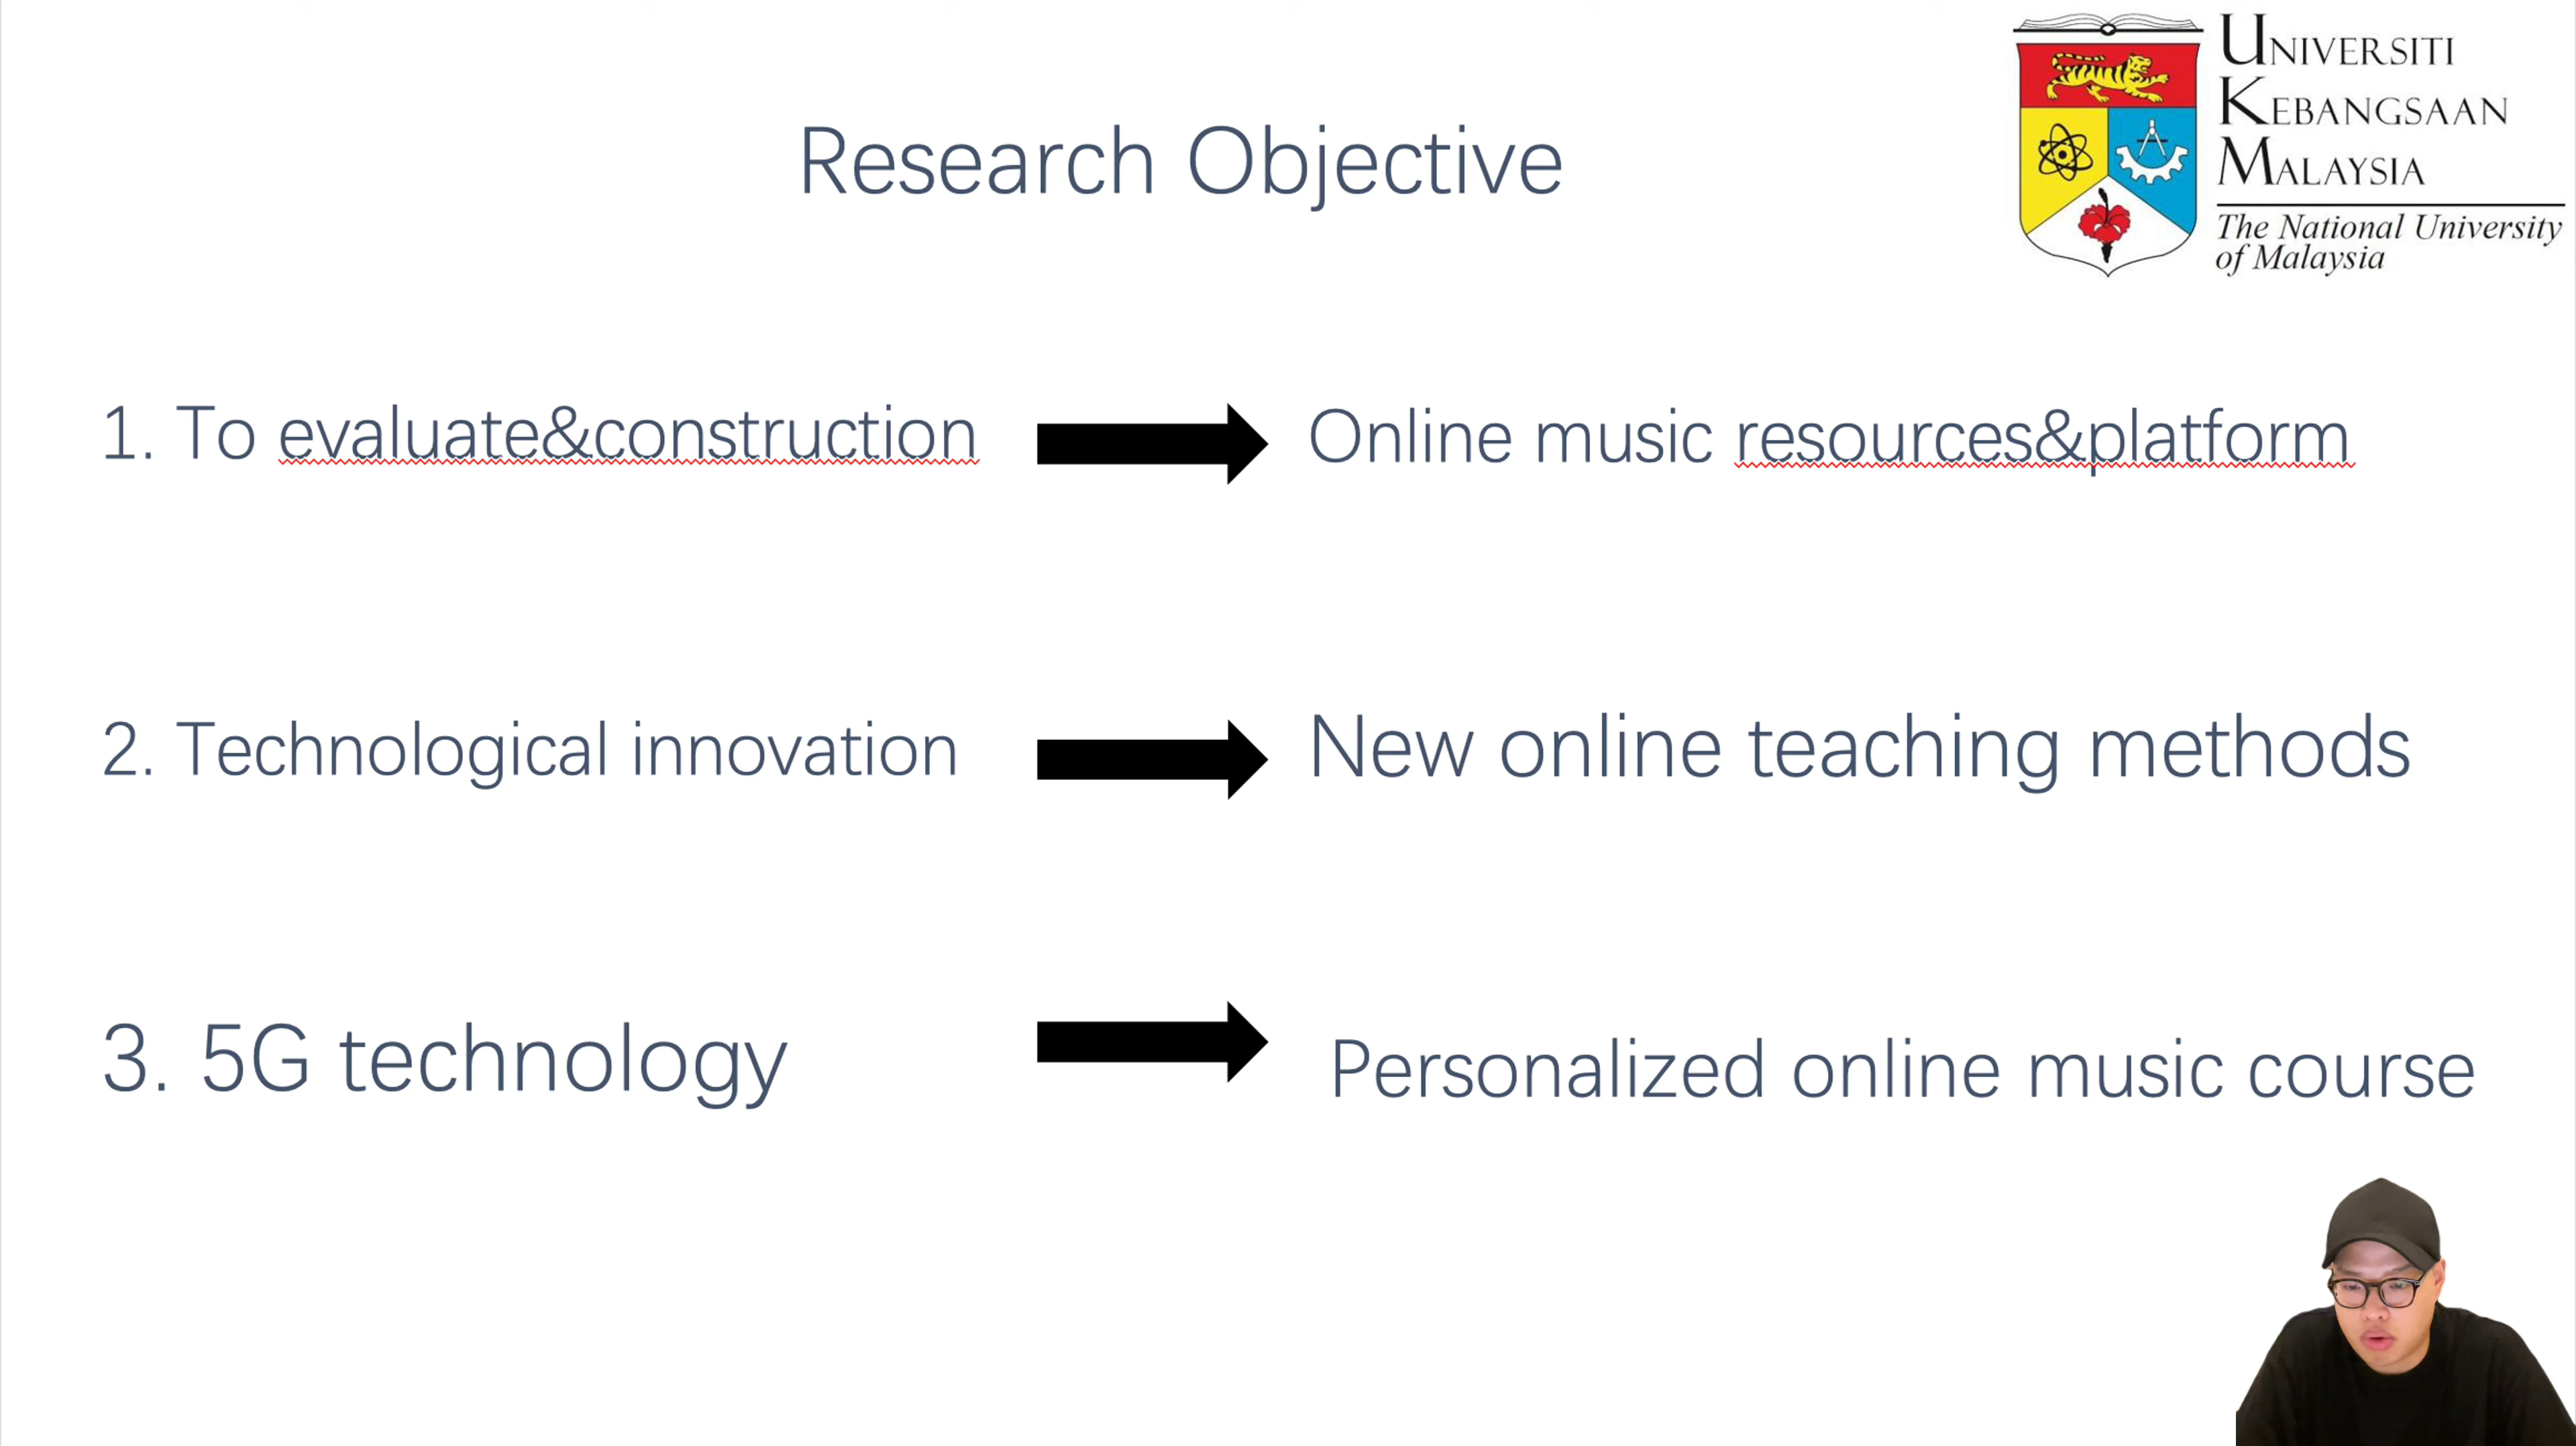 Research Objective
UNIVERSITI
KEBANGSAAN
MALAYSIA
The National University
of Malaysia
1. To evaluate&construction
Online music resources&platform
2. Technological innovation
New online teaching methods
3. 5G technology
Personalized online music course